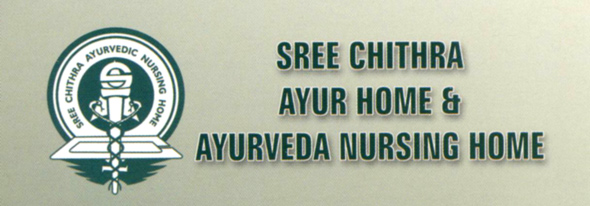 SREE CHITHRA AYURVEDIC NURSING HOME
SREE CHITHRA
AYUR HOME &
AYURVEDA NURSING HOME